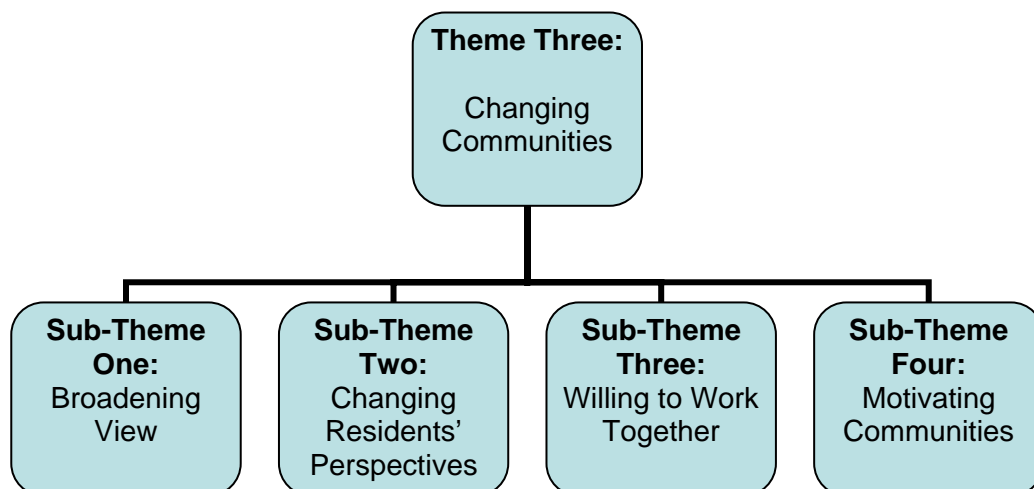 Theme Three:
Changing
Communities
Sub-Theme
One:
Broadening
View
Sub-Theme
Two:
Changing
Residents’
Perspectives
Sub-Theme
Three:
Willing to Work
Together
Sub-Theme
Four:
Motivating
Communities